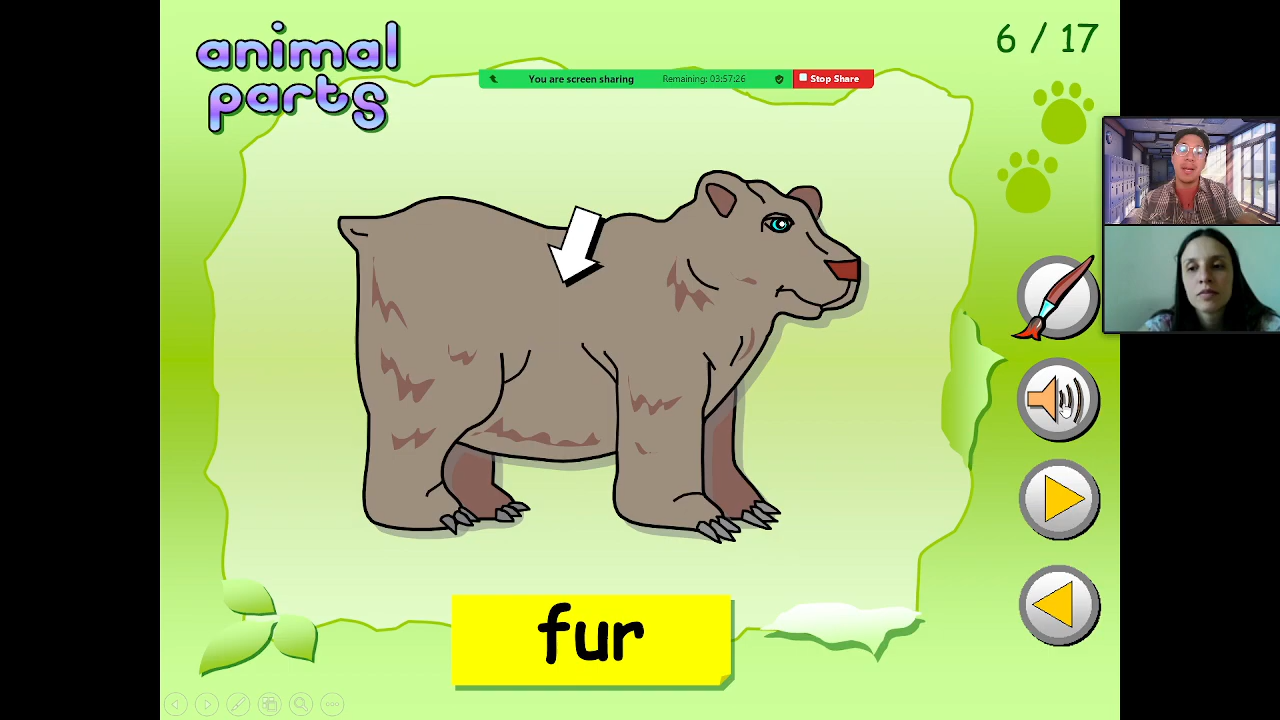 animal
parts
6 / 17
You are screen sharing
Remaining: 03:57:26
Stop Share
fur